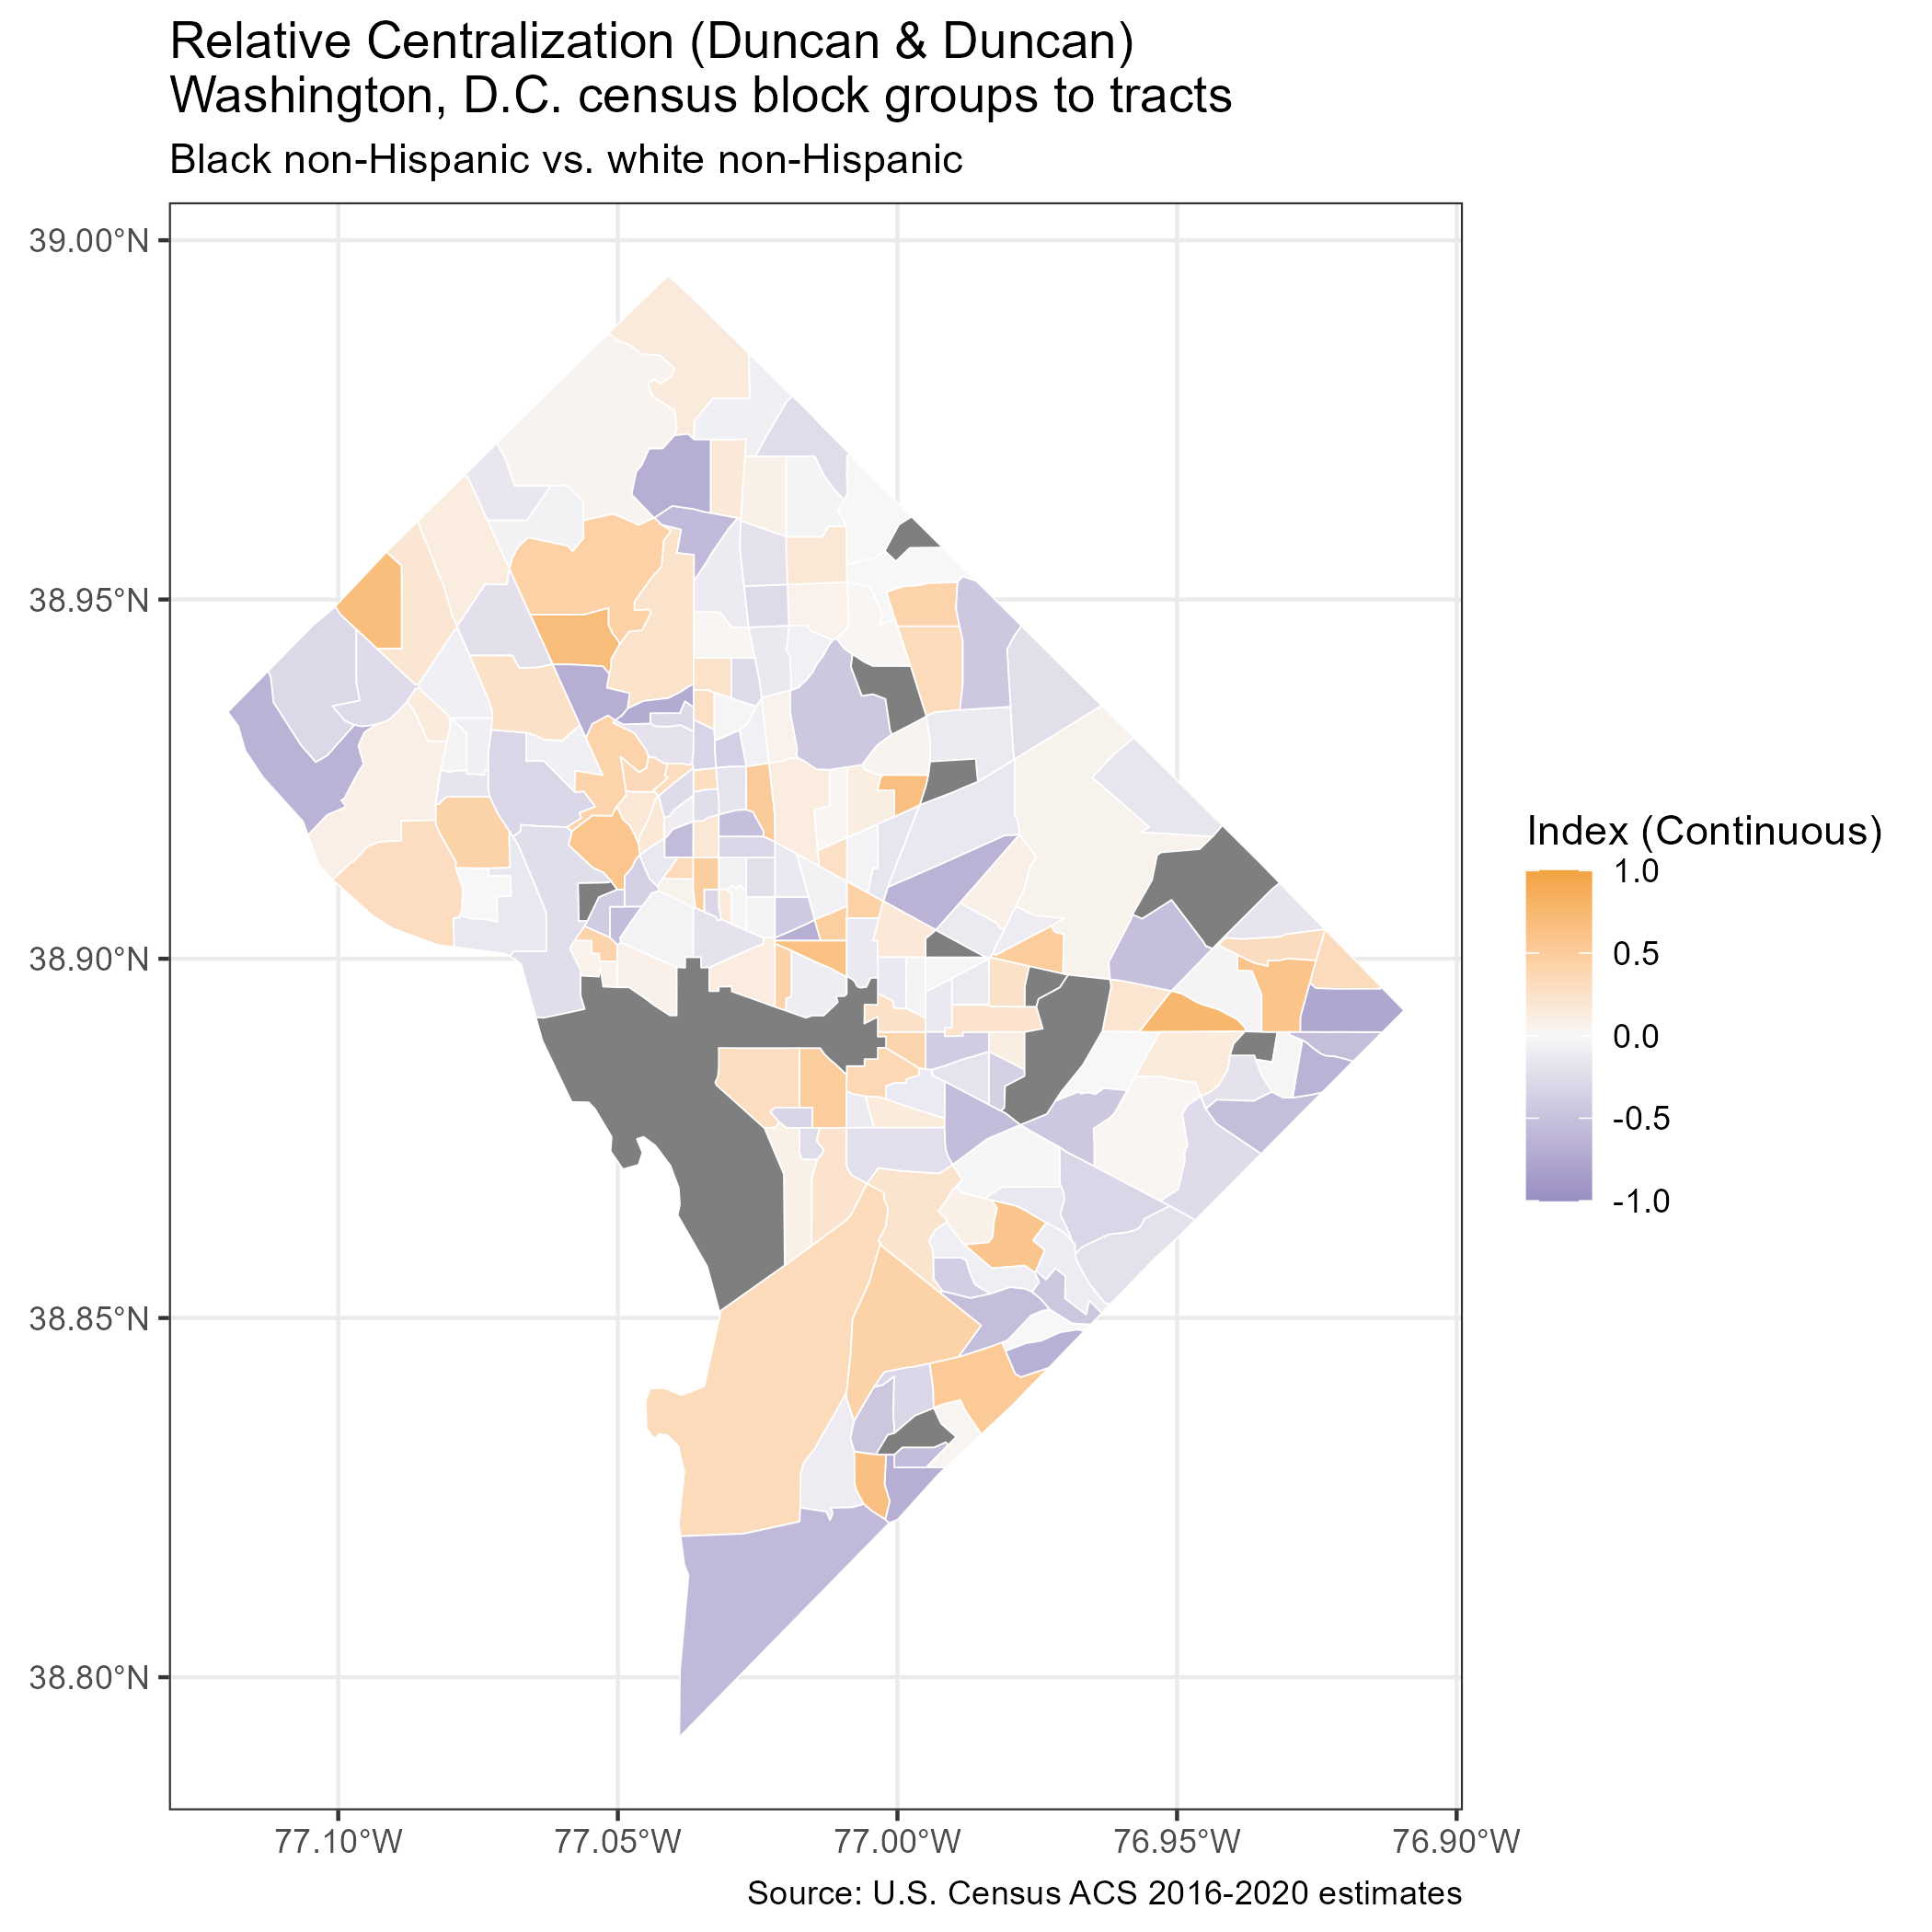 Relative Centralization (Duncan & Duncan)
Washington, D.C. census block groups to tracts
Black non-Hispanic vs. white non-Hispanic
39.00°N
38.95°N
38.90°N
38.85°N
38.80°N
77.10°W
77.05°W
77.00°W
76.95°W
76.90°W
Index (Continuous)
1.0
0.5
0.0
-0.5
-1.0
Source: U.S. Census ACS 2016-2020 estimates